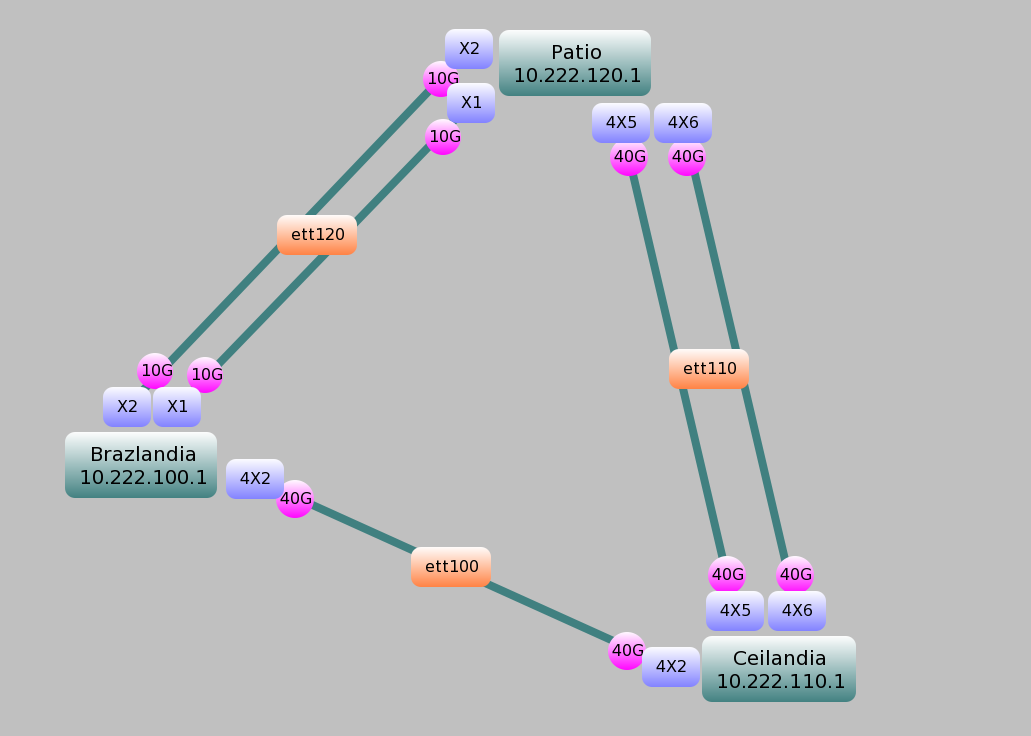 X2
Patio
10.222.120.1
10G
X1
10G
4X5
4X6
40G
40G
ett120
ett110
10G
10G
X2
X1
Brazlandia
10.222.100.1
4X2
40G
ett100
40G
40G
4X5
4X6
40G
4X2
Ceilandia
10.222.110.1